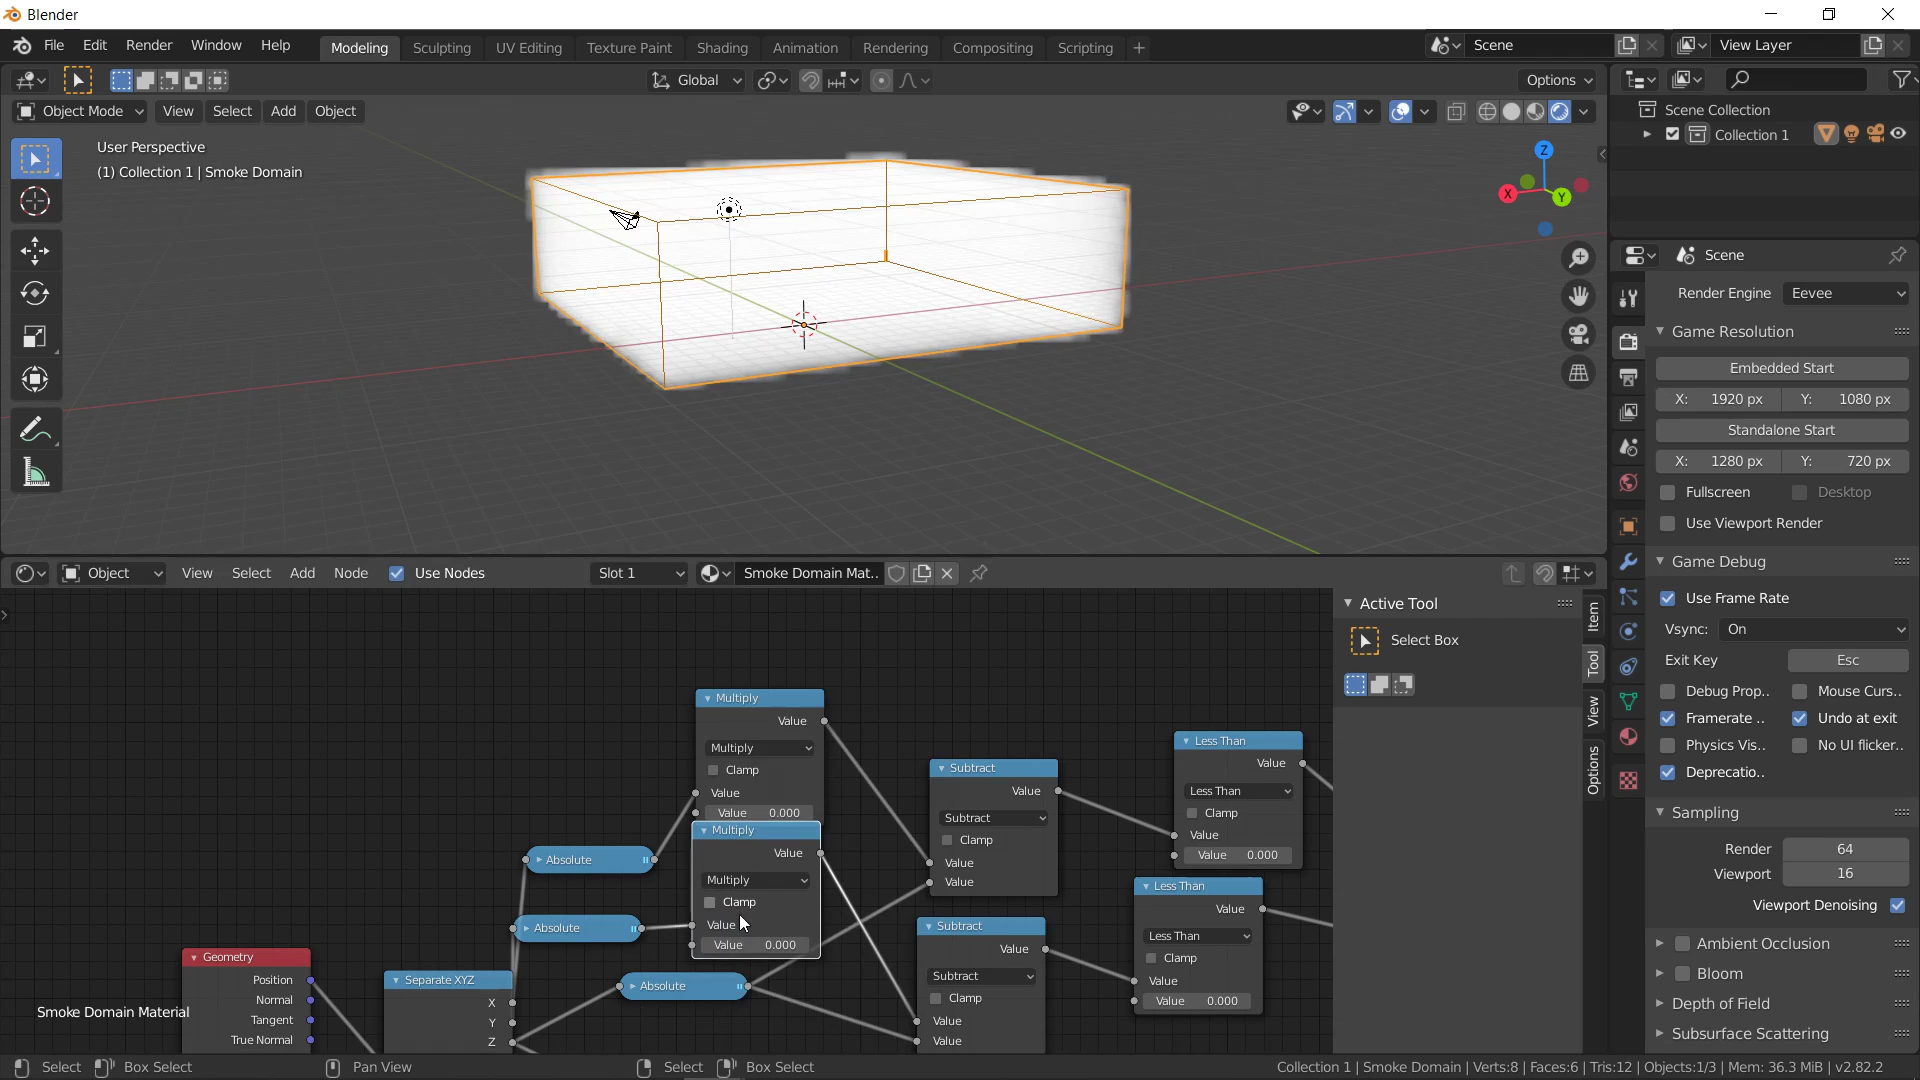 Blender
File Edit Render Window Help Modeling Sculpting UV Editing Texture Paint Shading Animation Rendering Compositing Scripting + Scene View Layer
Global Options
Object Mode View Select Add Object
User Perspective
(1) Collection 1 | Smoke Domain
Z
X
Y
Scene Collection
Collection 1
Scene
Render Engine Eevee
Game Resolution
Embedded Start
X: 1920 px Y: 1080 px
Standalone Start
X: 1280 px Y: 720 px
Fullscreen Desktop
Use Viewport Render
Game Debug
Use Frame Rate
Vsync: On
Exit Key Esc
Debug Prop.. Mouse Curs..
Framerate .. Undo at exit
Physics Vis.. No UI flicker..
Deprecatio..
Sampling
Render 64
Viewport 16
Viewport Denoising
Ambient Occlusion
Bloom
Depth of Field
Subsurface Scattering
Object View Select Add Node Use Nodes Slot 1 Smoke Domain Mat..
Active Tool
Select Box
Item
Tool
View
Options
Multiply
Value
Multiply
Clamp
Value
Value 0.000
Multiply
Value
Multiply
Clamp
Value
Value 0.000
Absolute
Absolute
Absolute
Subtract
Value
Subtract
Clamp
Value
Value
Subtract
Value
Subtract
Clamp
Value
Value
Less Than
Value
Less Than
Clamp
Value
Value 0.000
Less Than
Value
Less Than
Clamp
Value
Value 0.000
Geometry
Position
Normal
Tangent
True Normal
Separate XYZ
X
Y
Z
Smoke Domain Material
Select Box Select Pan View Select Box Select Collection 1 | Smoke Domain | Verts:8 | Faces:6 | Tris:12 | Objects:1/3 | Mem: 36.3 MiB | v2.82.2